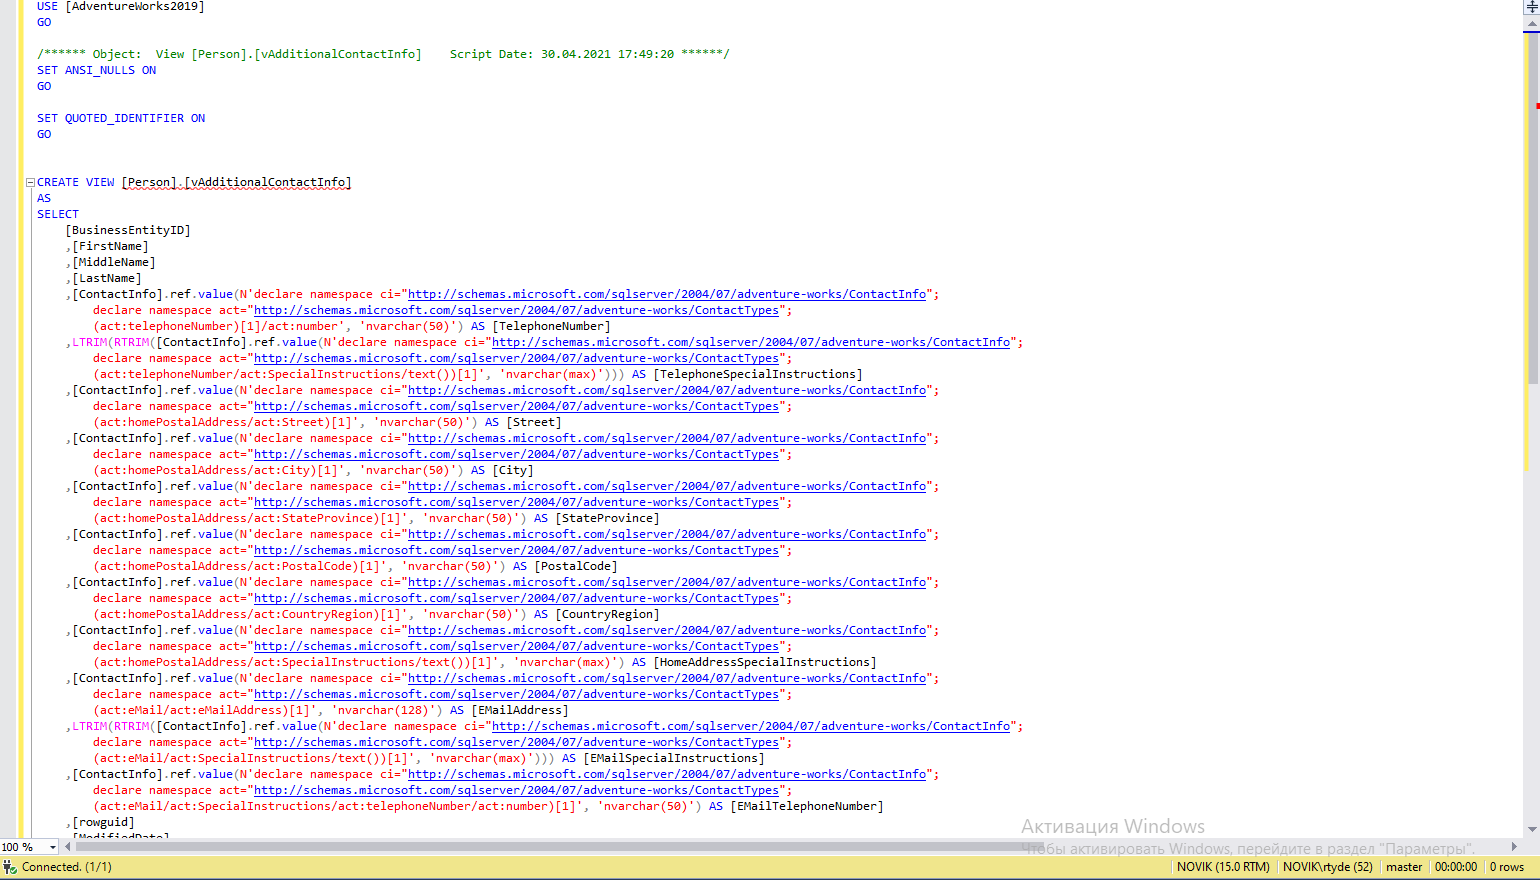 USE [AdventureWorks2019]
GO
/****** Object:  View [Person].[vAdditionalContactInfo]    Script Date: 30.04.2021 17:49:20 ******/
SET ANSI_NULLS ON
GO
SET QUOTED_IDENTIFIER ON
GO
CREATE VIEW [Person].[vAdditionalContactInfo]
AS
SELECT
[BusinessEntityID]
,[FirstName]
,[MiddleName]
,[LastName]
,[ContactInfo].ref.value(N'declare namespace ci="http://schemas.microsoft.com/sqlserver/2004/07/adventure-works/ContactInfo";
declare namespace act="http://schemas.microsoft.com/sqlserver/2004/07/adventure-works/ContactTypes";
(act:telephoneNumber)[1]/act:number', 'nvarchar(50)') AS [TelephoneNumber]
,LTRIM(RTRIM([ContactInfo].ref.value(N'declare namespace ci="http://schemas.microsoft.com/sqlserver/2004/07/adventure-works/ContactInfo";
declare namespace act="http://schemas.microsoft.com/sqlserver/2004/07/adventure-works/ContactTypes";
(act:telephoneNumber/act:SpecialInstructions/text())[1]', 'nvarchar(max)'))) AS [TelephoneSpecialInstructions]
,[ContactInfo].ref.value(N'declare namespace ci="http://schemas.microsoft.com/sqlserver/2004/07/adventure-works/ContactInfo";
declare namespace act="http://schemas.microsoft.com/sqlserver/2004/07/adventure-works/ContactTypes";
(act:homePostalAddress/act:Street)[1]', 'nvarchar(50)') AS [Street]
,[ContactInfo].ref.value(N'declare namespace ci="http://schemas.microsoft.com/sqlserver/2004/07/adventure-works/ContactInfo";
declare namespace act="http://schemas.microsoft.com/sqlserver/2004/07/adventure-works/ContactTypes";
(act:homePostalAddress/act:City)[1]', 'nvarchar(50)') AS [City]
,[ContactInfo].ref.value(N'declare namespace ci="http://schemas.microsoft.com/sqlserver/2004/07/adventure-works/ContactInfo";
declare namespace act="http://schemas.microsoft.com/sqlserver/2004/07/adventure-works/ContactTypes";
(act:homePostalAddress/act:StateProvince)[1]', 'nvarchar(50)') AS [StateProvince]
,[ContactInfo].ref.value(N'declare namespace ci="http://schemas.microsoft.com/sqlserver/2004/07/adventure-works/ContactInfo";
declare namespace act="http://schemas.microsoft.com/sqlserver/2004/07/adventure-works/ContactTypes";
(act:homePostalAddress/act:PostalCode)[1]', 'nvarchar(50)') AS [PostalCode]
,[ContactInfo].ref.value(N'declare namespace ci="http://schemas.microsoft.com/sqlserver/2004/07/adventure-works/ContactInfo";
declare namespace act="http://schemas.microsoft.com/sqlserver/2004/07/adventure-works/ContactTypes";
(act:homePostalAddress/act:CountryRegion)[1]', 'nvarchar(50)') AS [CountryRegion]
,[ContactInfo].ref.value(N'declare namespace ci="http://schemas.microsoft.com/sqlserver/2004/07/adventure-works/ContactInfo";
declare namespace act="http://schemas.microsoft.com/sqlserver/2004/07/adventure-works/ContactTypes";
(act:homePostalAddress/act:SpecialInstructions/text())[1]', 'nvarchar(max)') AS [HomeAddressSpecialInstructions]
,[ContactInfo].ref.value(N'declare namespace ci="http://schemas.microsoft.com/sqlserver/2004/07/adventure-works/ContactInfo";
declare namespace act="http://schemas.microsoft.com/sqlserver/2004/07/adventure-works/ContactTypes";
(act:eMail/act:eMailAddress)[1]', 'nvarchar(128)') AS [EMailAddress]
,LTRIM(RTRIM([ContactInfo].ref.value(N'declare namespace ci="http://schemas.microsoft.com/sqlserver/2004/07/adventure-works/ContactInfo";
declare namespace act="http://schemas.microsoft.com/sqlserver/2004/07/adventure-works/ContactTypes";
(act:eMail/act:SpecialInstructions/text())[1]', 'nvarchar(max)'))) AS [EMailSpecialInstructions]
,[ContactInfo].ref.value(N'declare namespace ci="http://schemas.microsoft.com/sqlserver/2004/07/adventure-works/ContactInfo";
declare namespace act="http://schemas.microsoft.com/sqlserver/2004/07/adventure-works/ContactTypes";
(act:eMail/act:SpecialInstructions/act:telephoneNumber/act:number)[1]', 'nvarchar(50)') AS [EMailTelephoneNumber]
,[rowguid]
,[ModifiedDate]
Активация Windows
Чтобы активировать Windows, перейдите в раздел "Параметры".
100 %
Connected. (1/1)
NOVIK (15.0 RTM) NOVIK\rtyde (52) master 00:00:00 0 rows